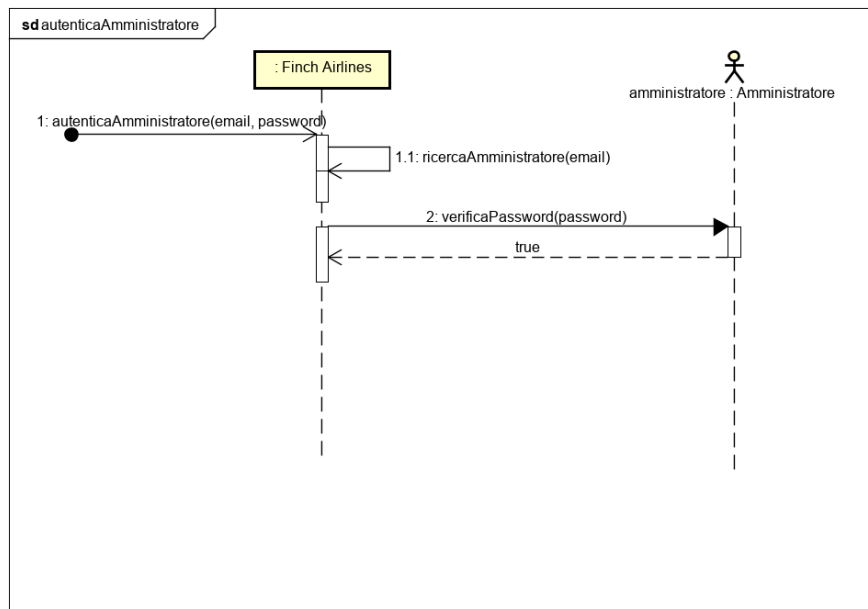 sd autenticaAmministratore
: Finch Airlines
amministratore : Amministratore
1: autenticaAmministratore(email, password)
1.1: ricercaAmministratore(email)
2: verificaPassword(password)
true